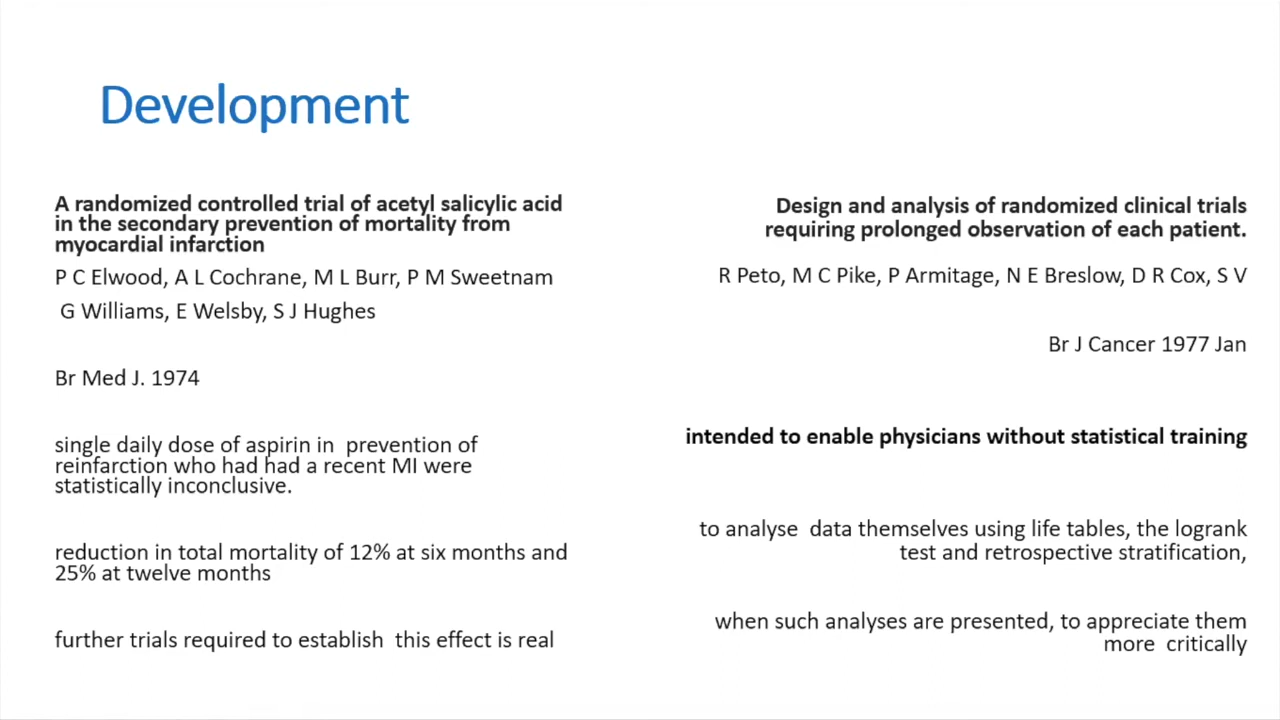 Development
A randomized controlled trial of acetyl salicylic acid
in the secondary prevention of mortality from
myocardial infarction
P C Elwood, A L Cochrane, M L Burr, P M Sweetnam
G Williams, E Welsby, S J Hughes
Br Med J. 1974
single daily dose of aspirin in prevention of
reinfarction who had had a recent MI were
statistically inconclusive.
reduction in total mortality of 12% at six months and
25% at twelve months
further trials required to establish this effect is real
Design and analysis of randomized clinical trials
requiring prolonged observation of each patient.
R Peto, M C Pike, P Armitage, N E Breslow, D R Cox, S V
Br J Cancer 1977 Jan
intended to enable physicians without statistical training
to analyse data themselves using life tables, the logrank
test and retrospective stratification,
when such analyses are presented, to appreciate them
more critically